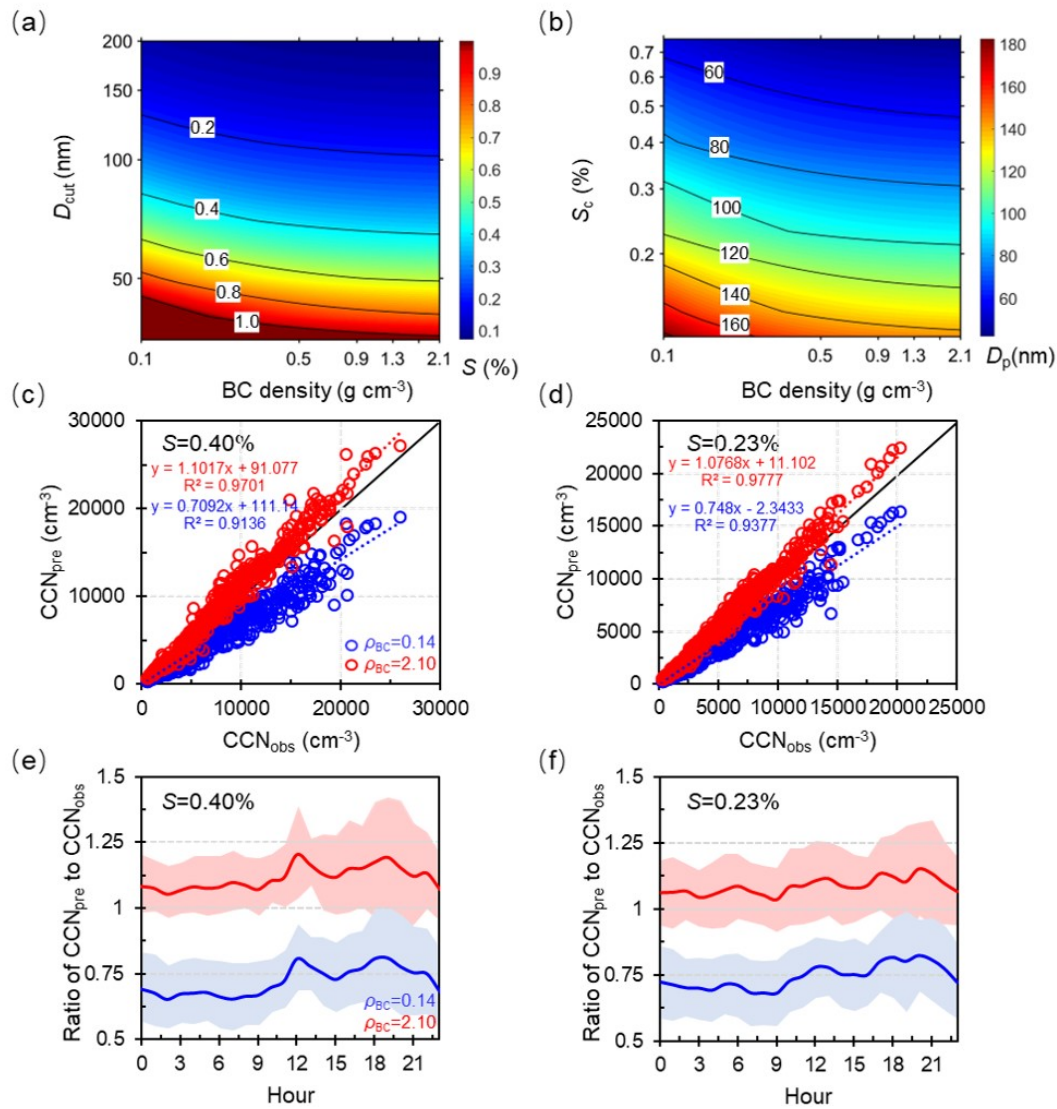 (a)
200
150
100
50
D_cut (nm)
0.2
0.4
0.6
0.8
1.0
0.1 0.5 0.9 1.3 2.1
BC density (g cm⁻³)
0.9
0.8
0.7
0.6
0.5
0.4
0.3
0.2
0.1
S (%)
(b)
0.7
0.6
0.5
0.4
0.3
0.2
S_c (%)
60
80
100
120
140
160
0.1 0.5 0.9 1.3 2.1
BC density (g cm⁻³)
180
160
140
120
100
80
60
D_p(nm)
(c)
30000
20000
10000
0
CCN_pre (cm⁻³)
S=0.40%
y = 1.1017x + 91.077
R² = 0.9701
y = 0.7092x + 111.14
R² = 0.9136
ρ_BC=0.14
ρ_BC=2.10
0 10000 20000 30000
CCN_obs (cm⁻³)
(d)
25000
20000
15000
10000
5000
0
CCN_pre (cm⁻³)
S=0.23%
y = 1.0768x + 11.102
R² = 0.9777
y = 0.748x - 2.3433
R² = 0.9377
0 5000 10000 15000 20000 25000
CCN_obs (cm⁻³)
(e)
1.5
1.25
1
0.75
0.5
Ratio of CCN_pre to CCN_obs
S=0.40%
ρ_BC=0.14
ρ_BC=2.10
0 3 6 9 12 15 18 21
Hour
(f)
1.5
1.25
1
0.75
0.5
Ratio of CCN_pre to CCN_obs
S=0.23%
0 3 6 9 12 15 18 21
Hour